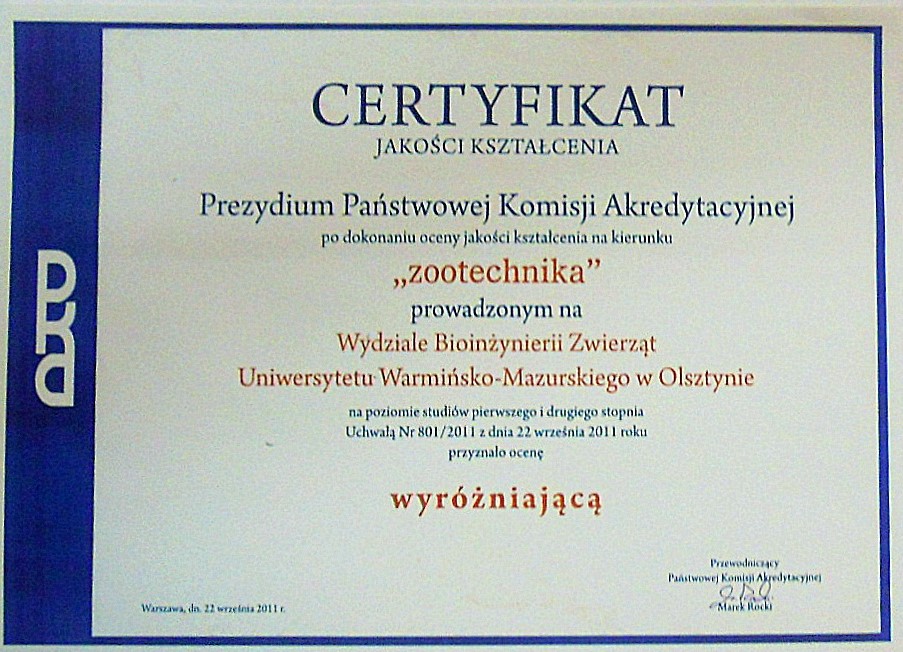 CERTYFIKAT
JAKOŚCI KSZTAŁCENIA
Prezydium Państwowej Komisji Akredytacyjnej
po dokonaniu oceny jakości kształcenia na kierunku
„zootechnika”
prowadzonym na
Wydziale Bioinżynierii Zwierząt
Uniwersytetu Warmińsko-Mazurskiego w Olsztynie
na poziomie studiów pierwszego i drugiego stopnia
Uchwałą Nr 801/2011 z dnia 22 września 2011 roku
przyznało ocenę
wyróżniającą
Przewodniczący
Państwowej Komisji Akredytacyjnej
Marek Rocki
Warszawa, dn. 22 września 2011 r.
PKA